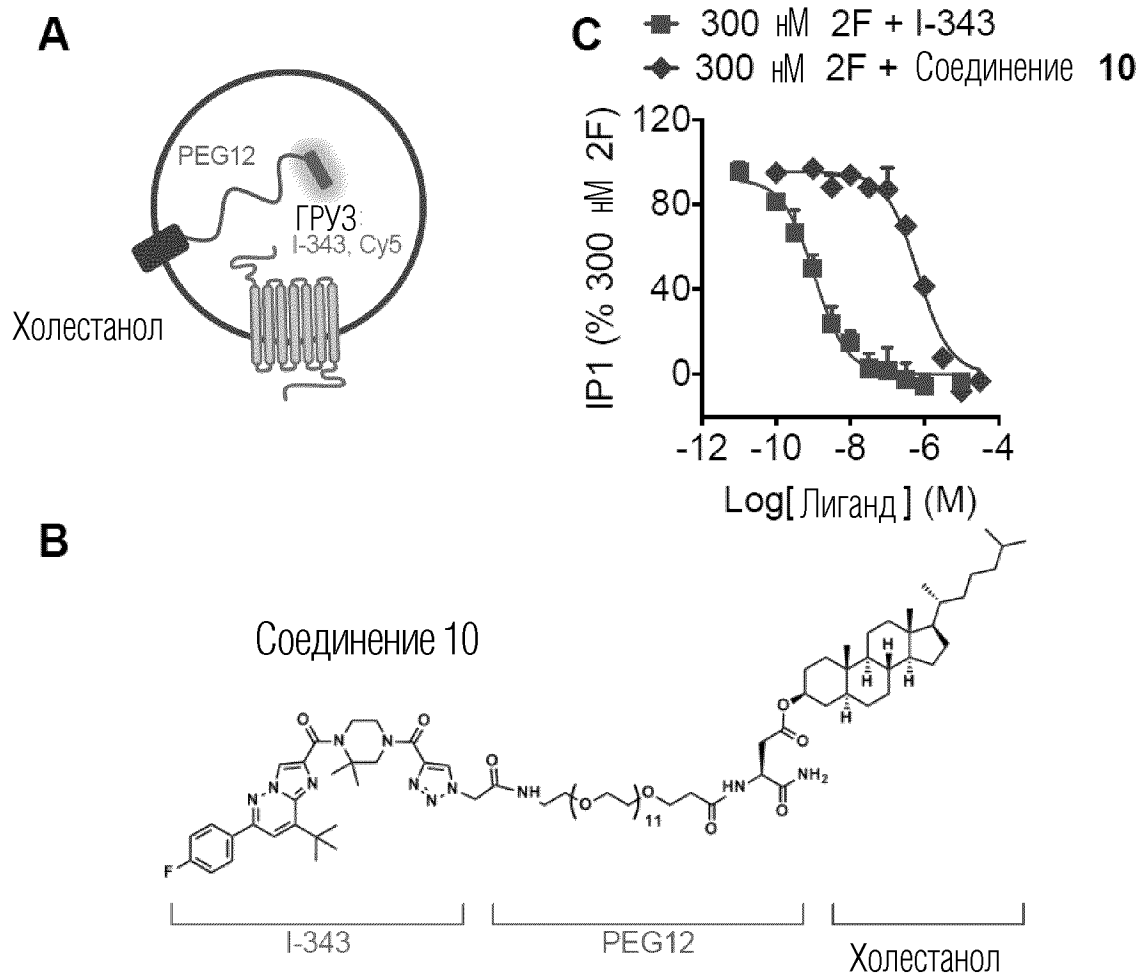 A
PEG12
ГРУЗ:
I-343, Cy5
Холестанол
C
300 нМ 2F + I-343
300 нМ 2F + Соединение 10
IP1 (% 300 нМ 2F)
120
80
40
0
-12 -10 -8 -6 -4
Log[Лиганд] (M)
B
Соединение 10
O
N
N
O
N
N
N
N
N
N
N
F
O
NH
O
11
O
O
HN
O
NH2
O
O
H
H
H
H
I-343
PEG12
Холестанол